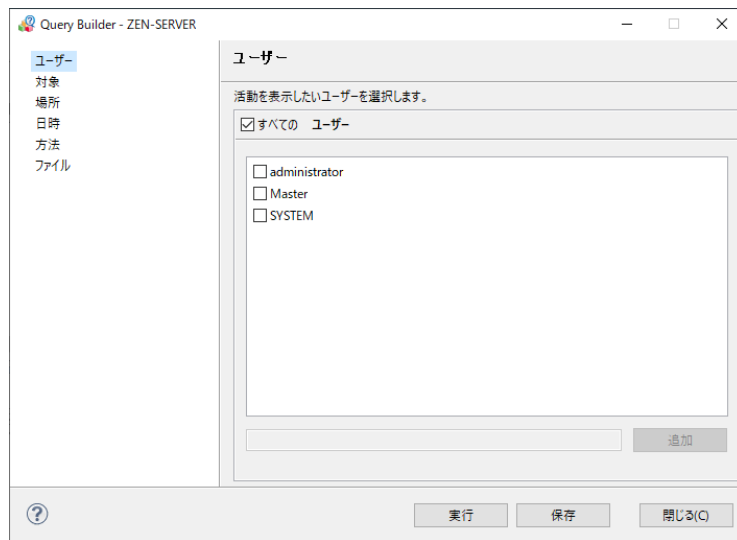 Query Builder - ZEN-SERVER
ユーザー
対象
場所
日時
方法
ファイル
ユーザー
活動を表示したいユーザーを選択します。
すべての ユーザー
administrator
Master
SYSTEM
追加
?
実行
保存
閉じる(C)